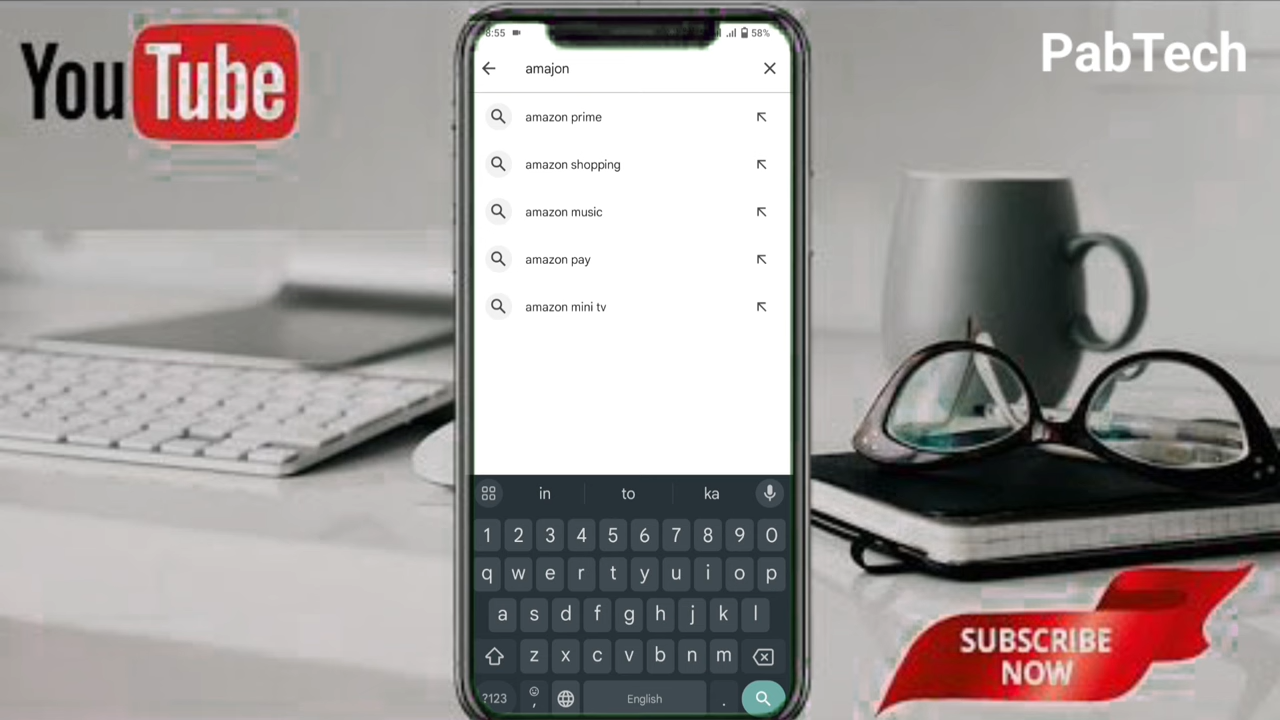 YouTube
PabTech
8:55
58%
amajon
amazon prime
amazon shopping
amazon music
amazon pay
amazon mini tv
in to ka
1 2 3 4 5 6 7 8 9 0
q w e r t y u i o p
a s d f g h j k l
z x c v b n m
?123 , English .
SUBSCRIBE
NOW